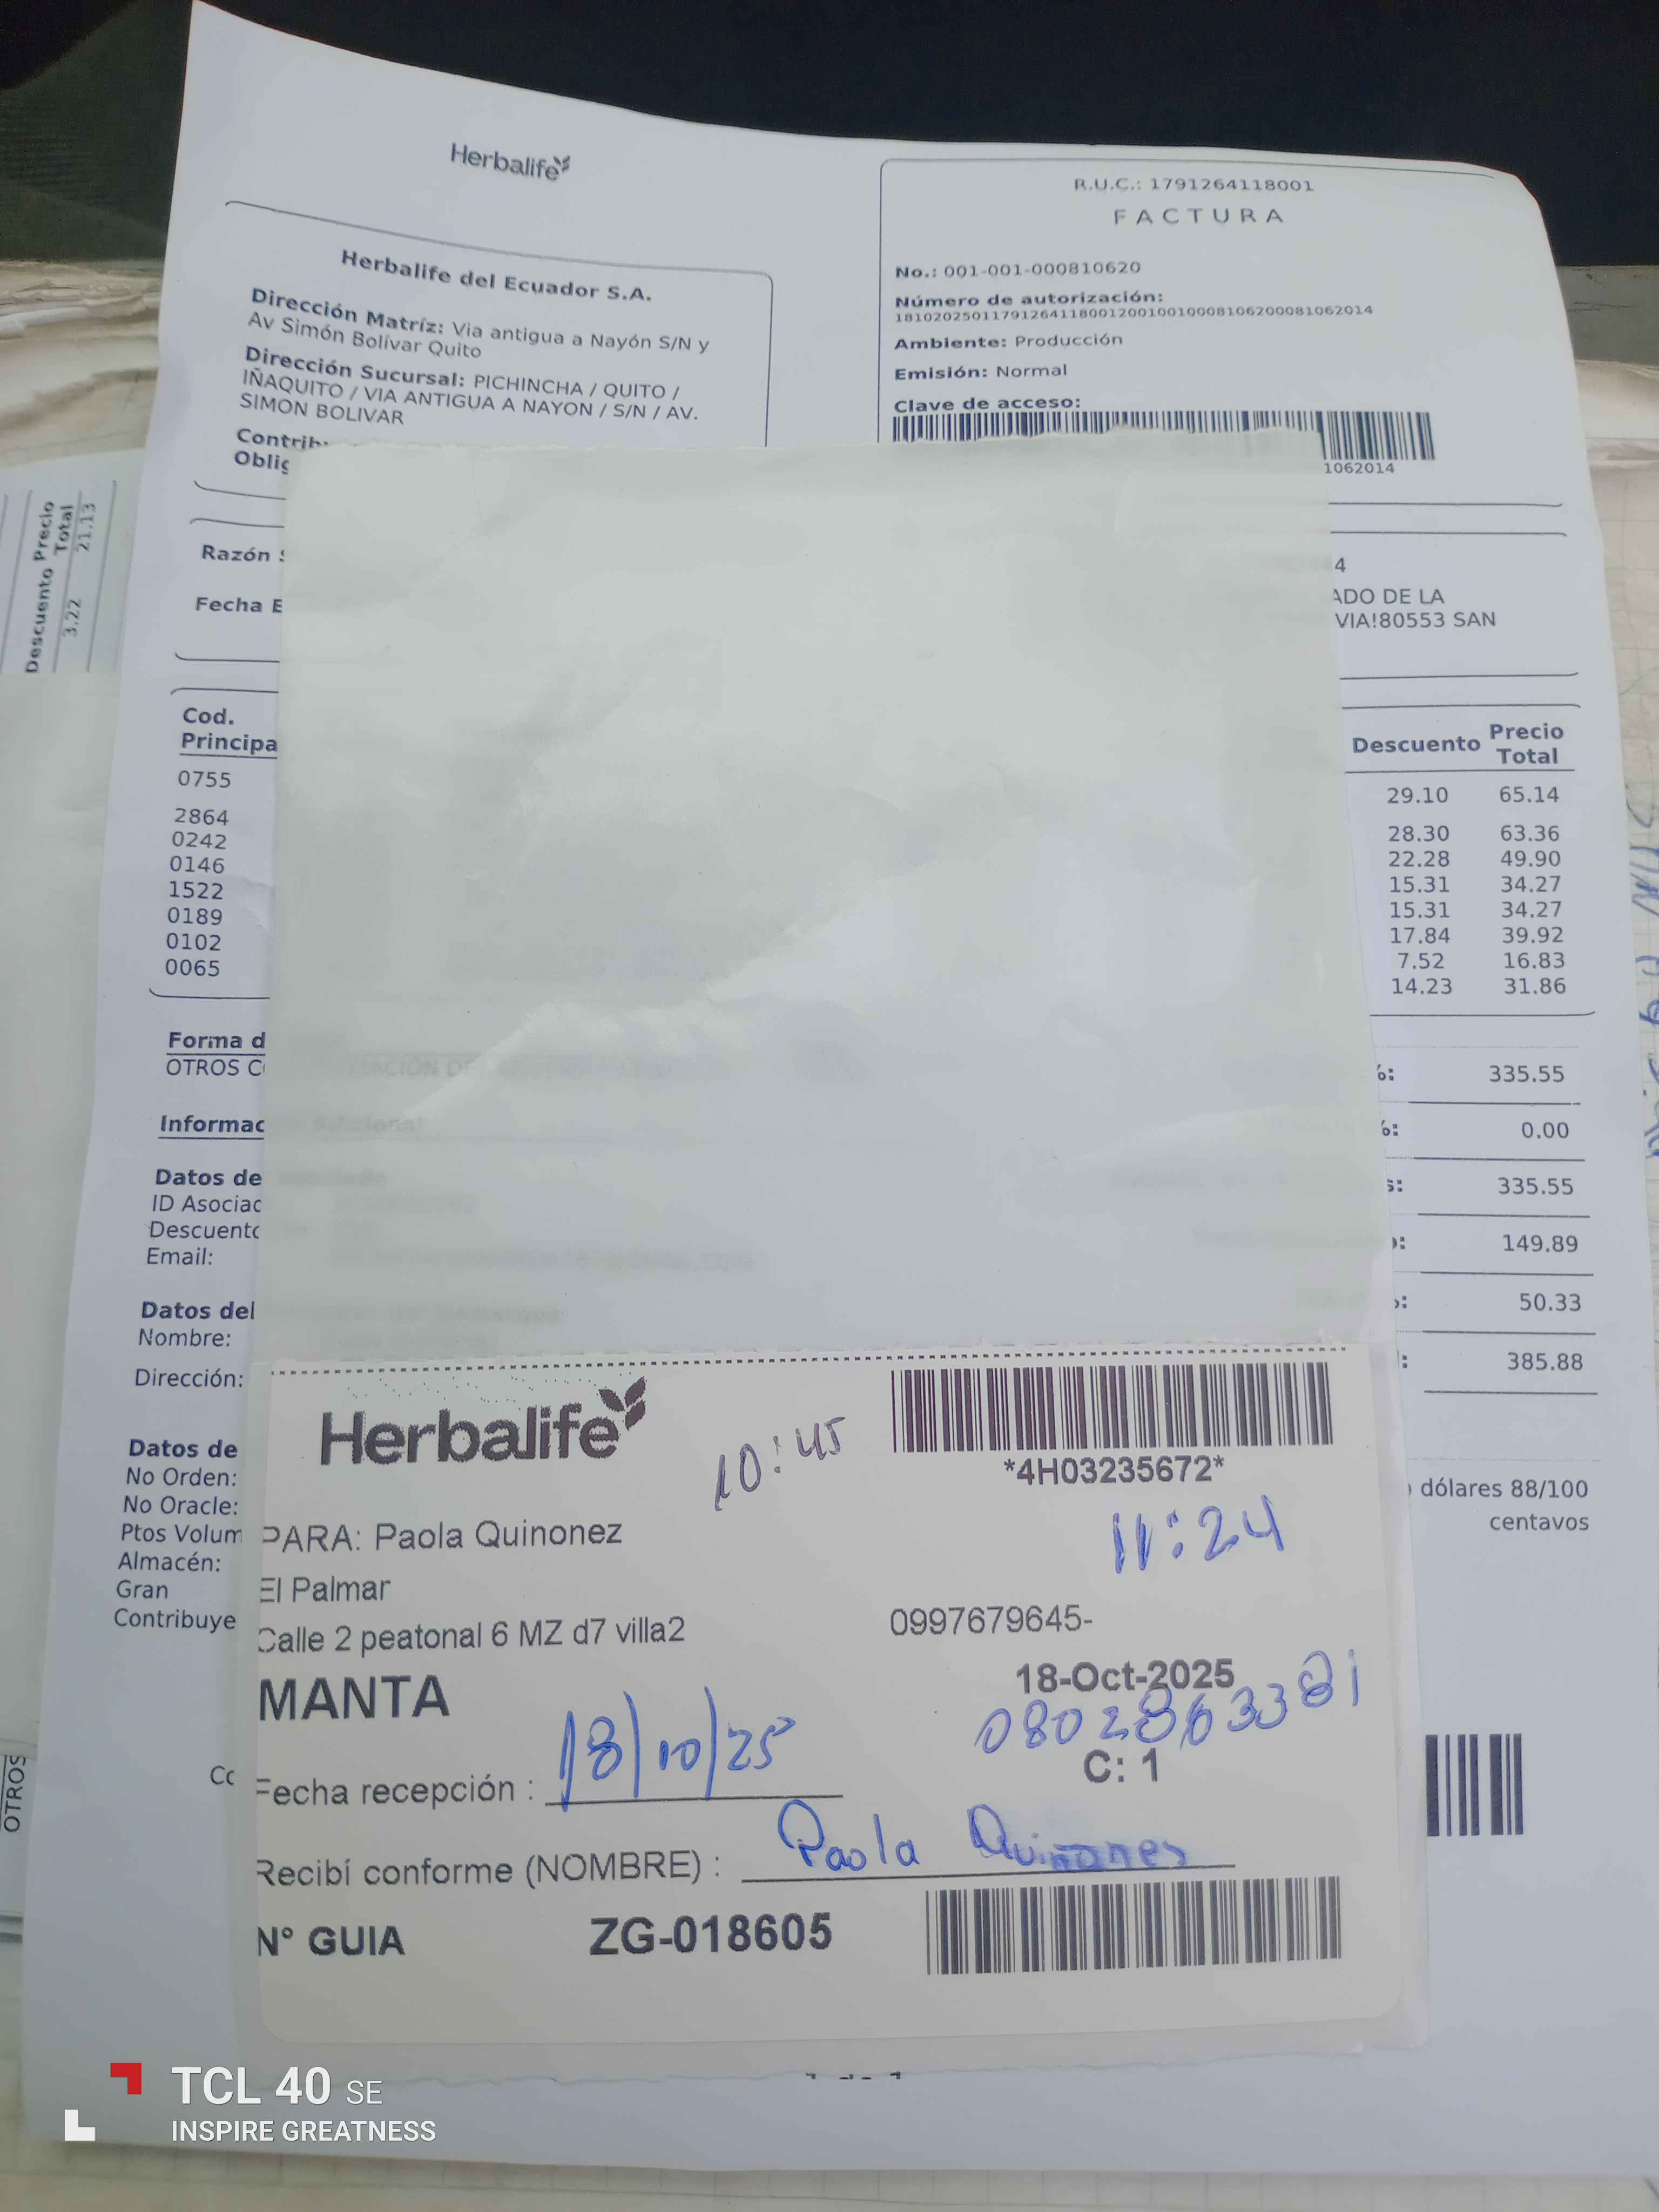 Herbalife
R.U.C.: 1791264118001
FACTURA
Herbalife del Ecuador S.A.
Dirección Matríz: Via antigua a Nayón S/N y
Av Simón Bolívar Quito
Dirección Sucursal: PICHINCHA / QUITO /
IÑAQUITO / VIA ANTIGUA A NAYON / S/N / AV.
SIMON BOLIVAR
No.: 001-001-000810620
Número de autorización:
1810202501179126411800120010010008106200081062014
Ambiente: Producción
Emisión: Normal
Clave de acceso:
1062014
Contrib
Oblig
Razón
Fecha E
4
ADO DE LA
VIA!80553 SAN
Descuento Precio
Total
3.22 21.13
Cod.
Principa
Descuento Precio
Total
0755 29.10 65.14
2864 28.30 63.36
0242 22.28 49.90
0146 15.31 34.27
1522 15.31 34.27
0189 17.84 39.92
0102 7.52 16.83
0065 14.23 31.86
Forma d
OTROS C
%: 335.55
Informac
%: 0.00
Datos de
ID Asociac
s: 335.55
Descuento
Email:
149.89
Datos del
Nombre:
50.33
Dirección:
385.88
Datos de
No Orden:
No Oracle:
Ptos Volum
Almacén:
Gran
Contribuye
dólares 88/100
centavos
OTROS
Herbalife
10:45
*4H03235672*
11:24
PARA: Paola Quinonez
El Palmar
Calle 2 peatonal 6 MZ d7 villa2
0997679645-
MANTA
18-Oct-2025
C: 1
Fecha recepción : 18/10/25
Recibí conforme (NOMBRE) : Paola Quiñonez
N° GUIA ZG-018605
TCL 40 SE
INSPIRE GREATNESS